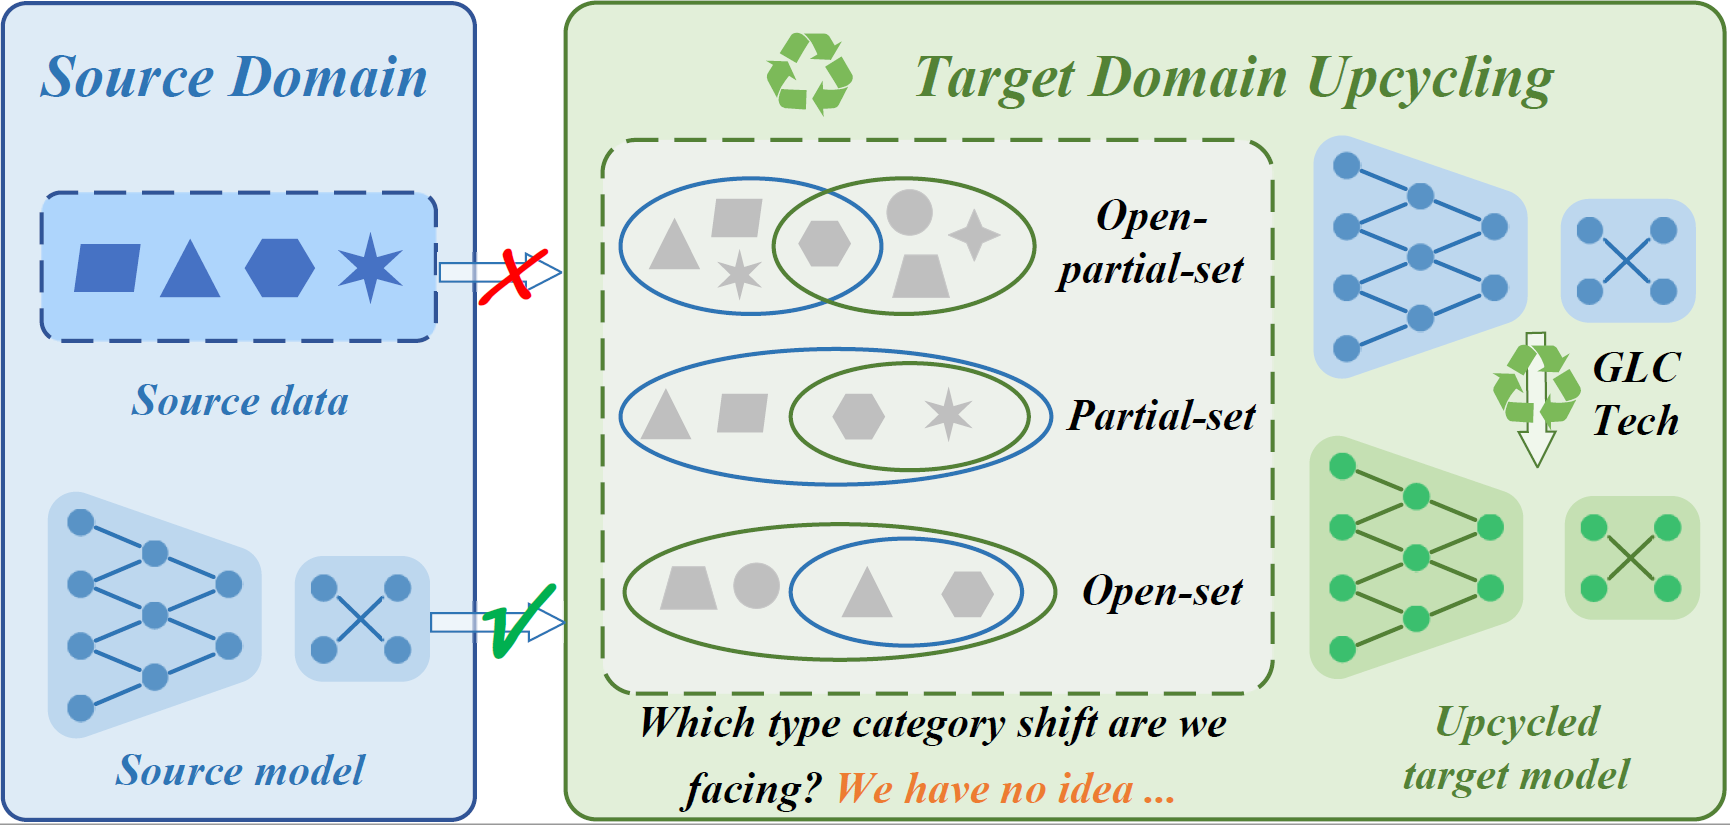 Source Domain
Source data
Source model
Target Domain Upcycling
Open-
partial-set
Partial-set
Open-set
Which type category shift are we
facing? We have no idea ...
GLC
Tech
Upcycled
target model